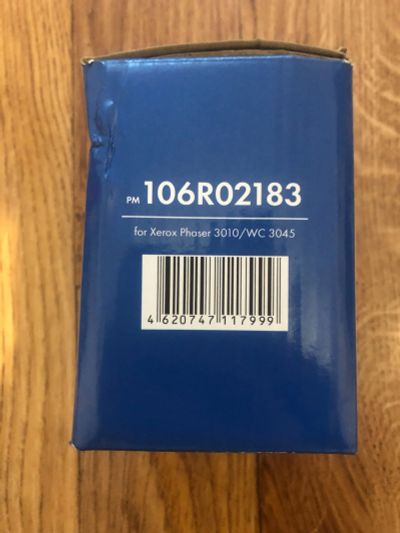 PM 106R02183
for Xerox Phaser 3010/WC 3045
4 620747 117999